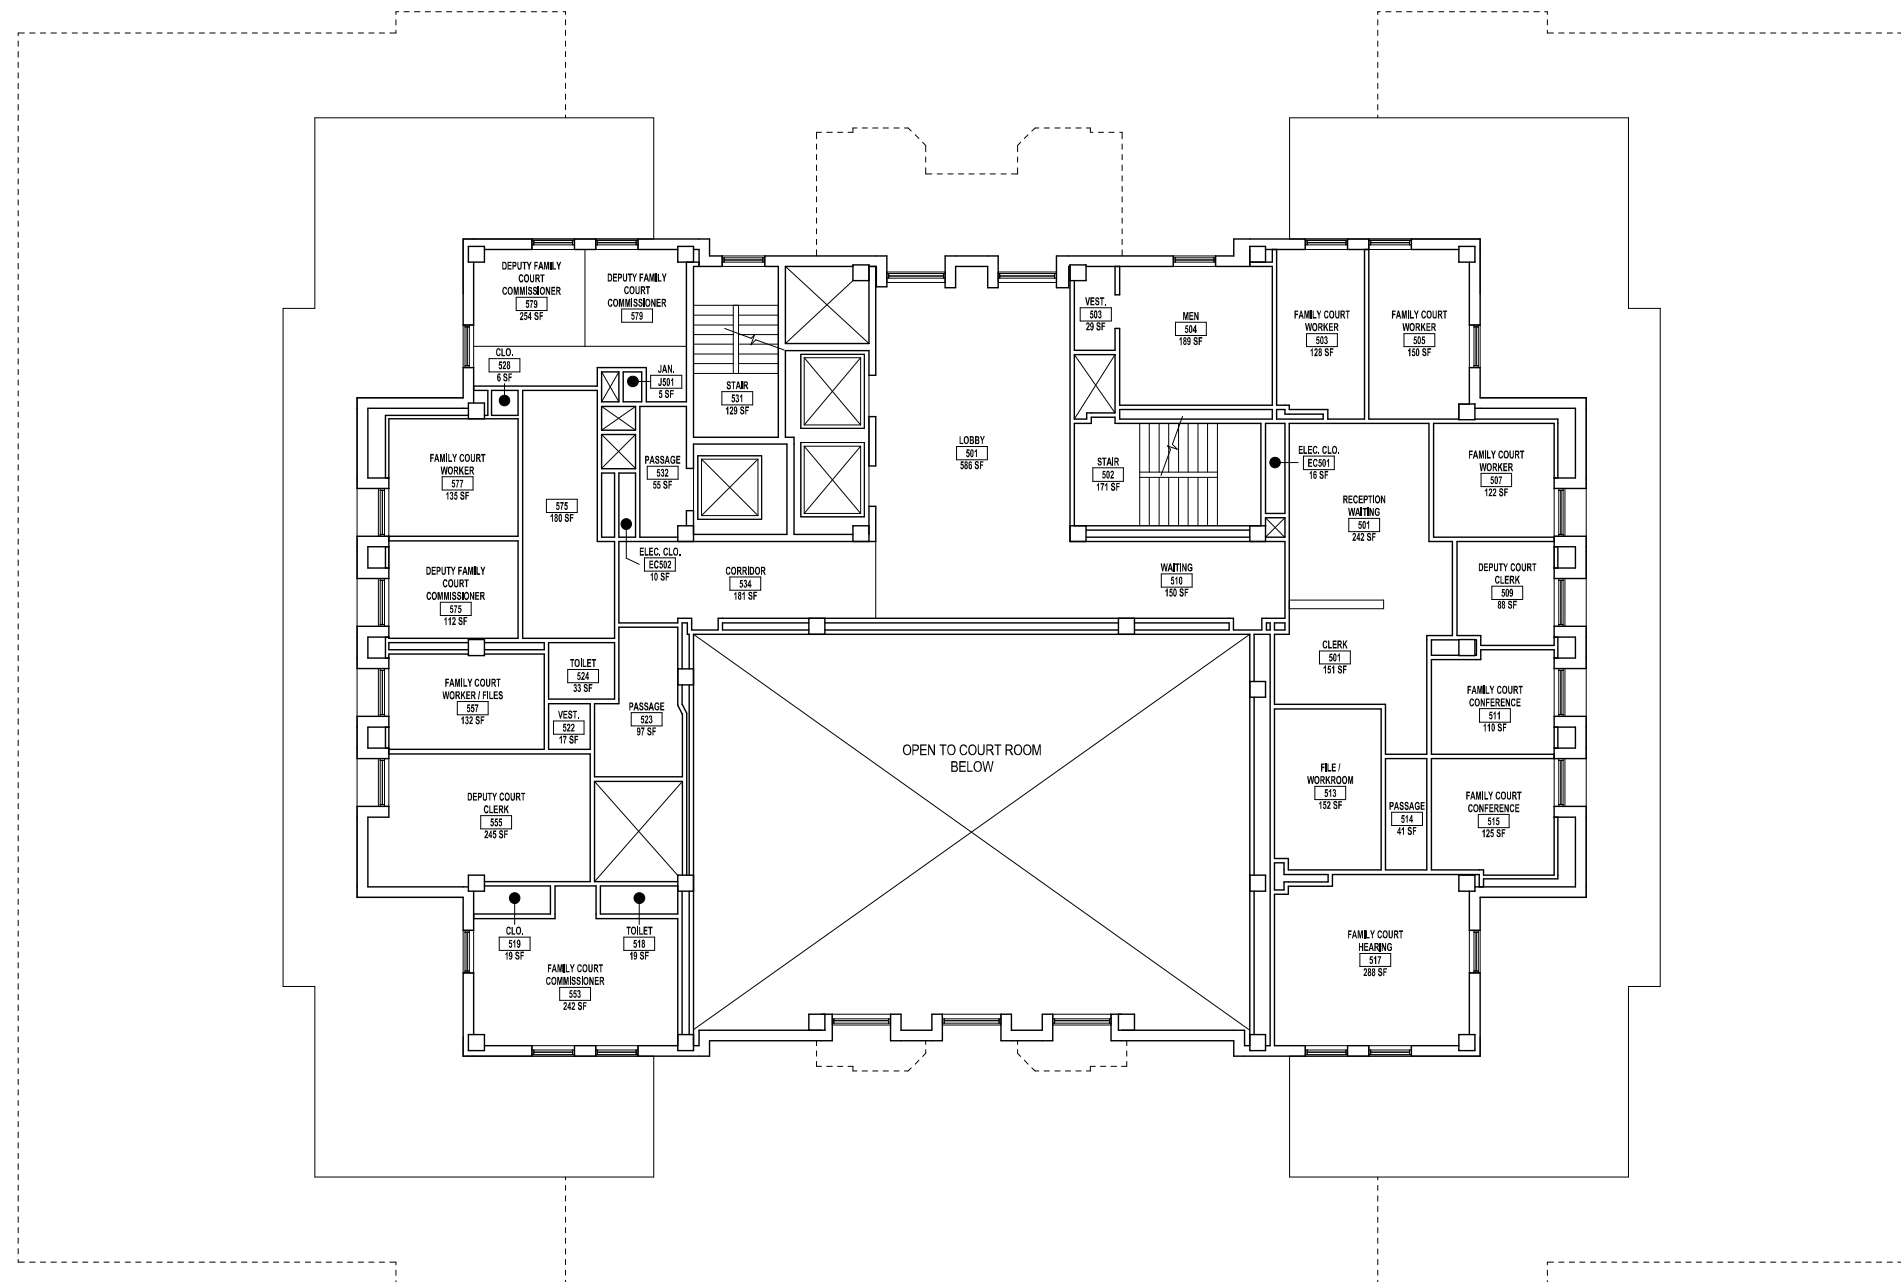 DEPUTY FAMILY
COURT
COMMISSIONER
579
254 SF
DEPUTY FAMILY
COURT
COMMISSIONER
579
CLO.
528
6 SF
JAN.
J501
5 SF
STAIR
531
129 SF
VEST.
503
29 SF
MEN
504
189 SF
FAMILY COURT
WORKER
503
128 SF
FAMILY COURT
WORKER
505
150 SF
FAMILY COURT
WORKER
577
135 SF
575
180 SF
PASSAGE
532
55 SF
LOBBY
501
586 SF
STAIR
502
171 SF
ELEC. CLO.
EC501
16 SF
RECEPTION
WAITING
501
242 SF
FAMILY COURT
WORKER
507
122 SF
ELEC. CLO.
EC502
10 SF
DEPUTY FAMILY
COURT
COMMISSIONER
575
112 SF
CORRIDOR
534
181 SF
WAITING
510
150 SF
DEPUTY COURT
CLERK
509
88 SF
TOILET
524
33 SF
CLERK
501
151 SF
FAMILY COURT
WORKER / FILES
557
132 SF
VEST.
522
17 SF
PASSAGE
523
97 SF
FAMILY COURT
CONFERENCE
511
110 SF
OPEN TO COURT ROOM
BELOW
FILE /
WORKROOM
513
152 SF
PASSAGE
514
41 SF
DEPUTY COURT
CLERK
555
245 SF
FAMILY COURT
CONFERENCE
515
125 SF
CLO.
519
19 SF
TOILET
518
19 SF
FAMILY COURT
COMMISSIONER
553
242 SF
FAMILY COURT
HEARING
517
288 SF